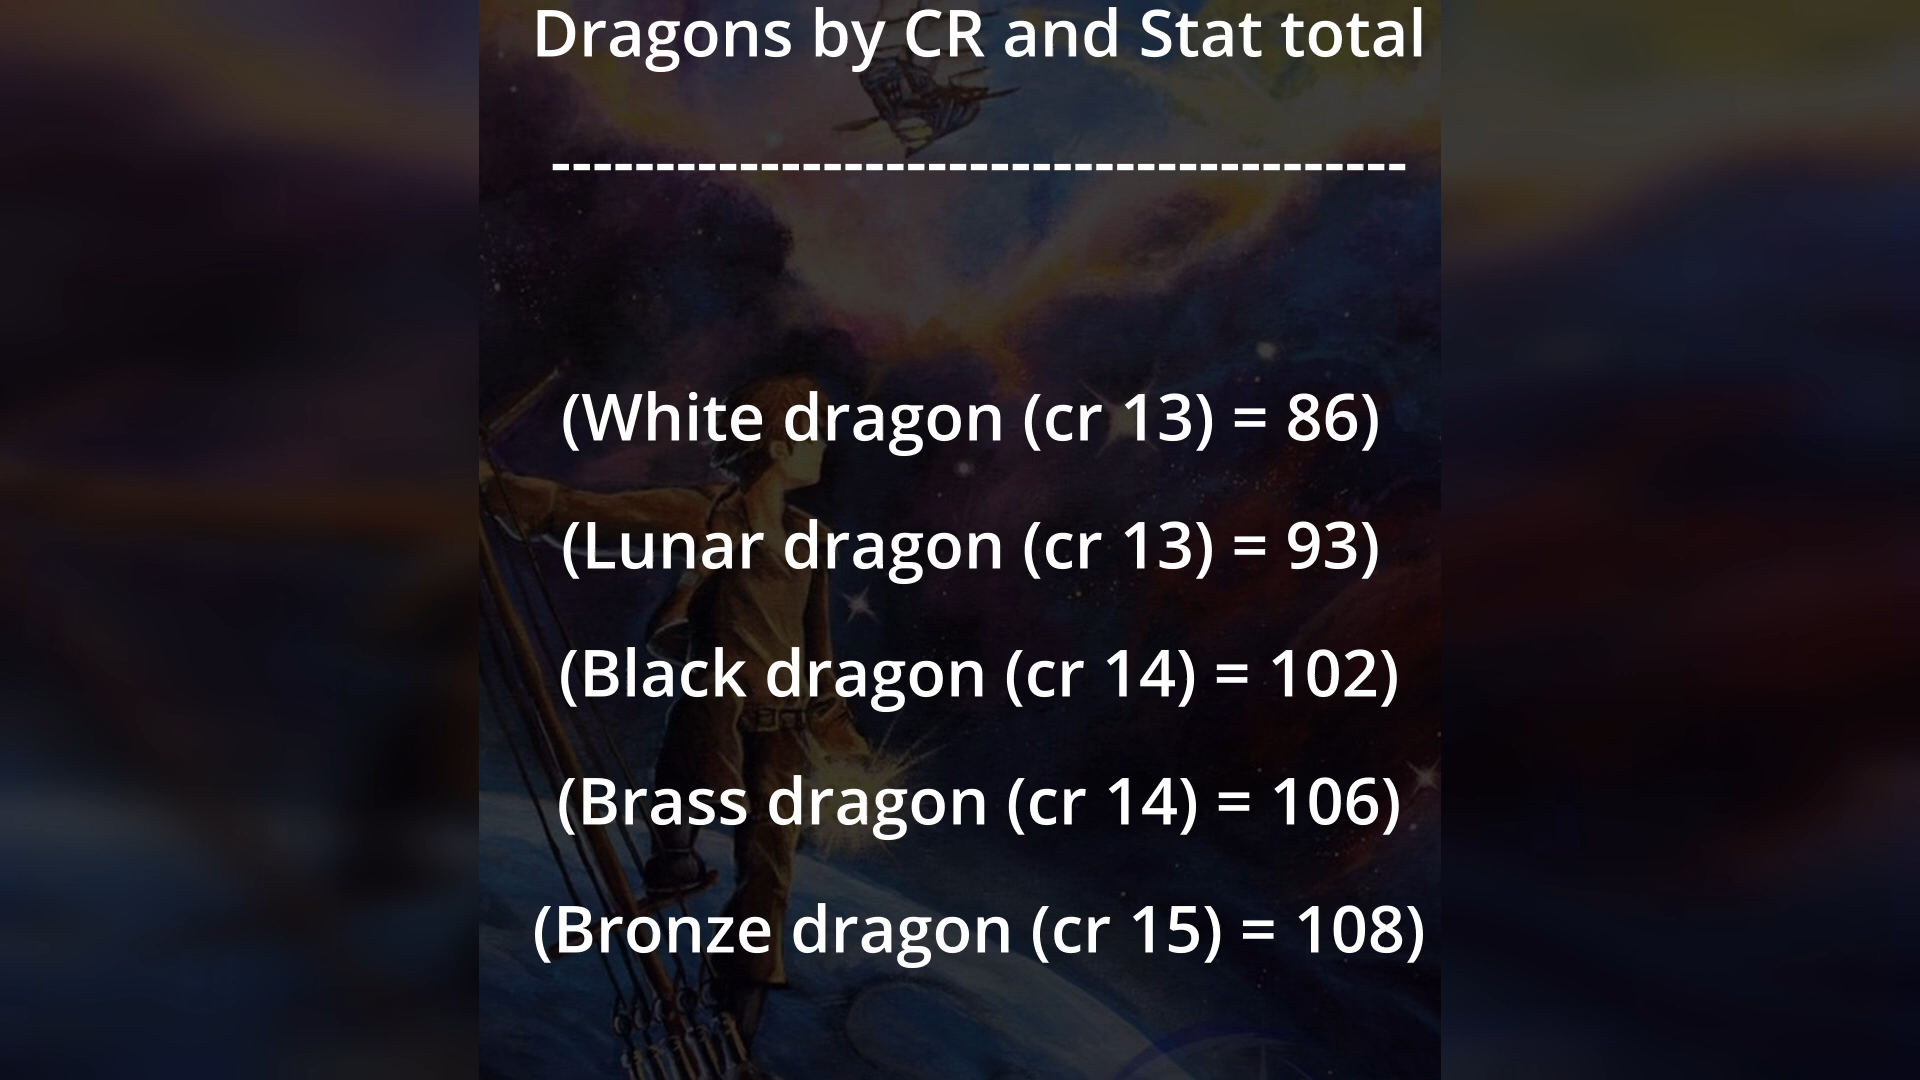 Dragons by CR and Stat total
-----------------------------------------
(White dragon (cr 13) = 86)
(Lunar dragon (cr 13) = 93)
(Black dragon (cr 14) = 102)
(Brass dragon (cr 14) = 106)
(Bronze dragon (cr 15) = 108)